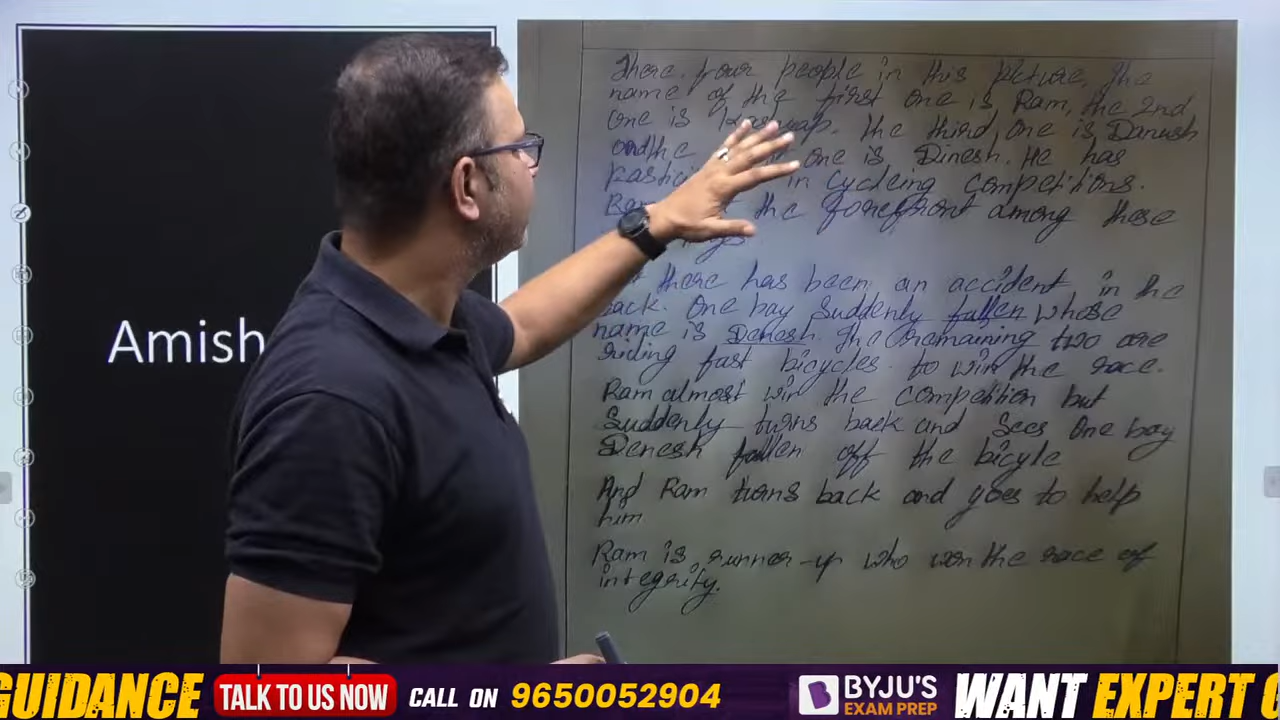 Amish
There four people in this picture, The
name of the first one is Ram, the 2nd
one is Kashyap. The third one is Danush
and the one is Dinesh. He has
in cycleing competitions.
the forefront among these
there has been an accident in the
back. One boy Suddenly fallen whose
name is Denesh. The remaining two are
riding fast bicycles to win the race.
Ram almost win the competition but
Suddenly turns back and Sees One boy
Denesh fallen off the bicyle
And Ram turns back and goes to help
him
Ram is runner-up who won the race of
integrity.
GUIDANCE TALK TO US NOW CALL ON 9650052904 BYJU'S EXAM PREP WANT EXPERT